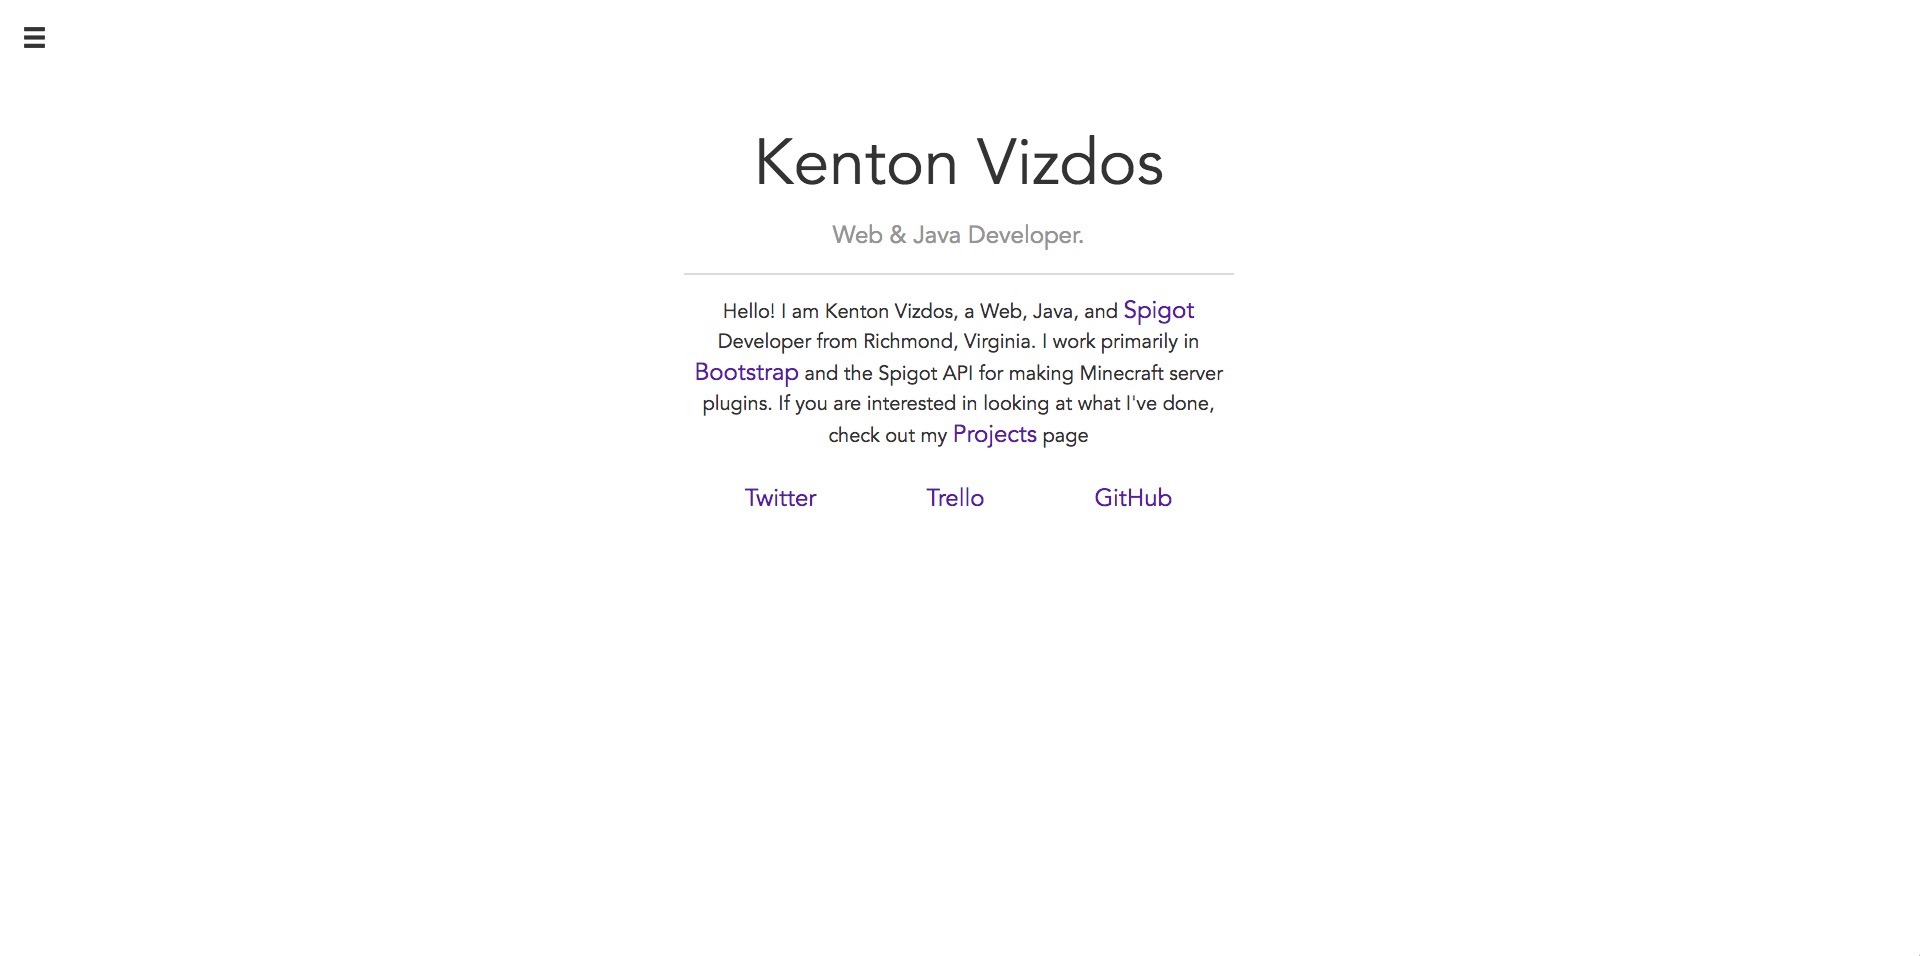 Kenton Vizdos
Web & Java Developer.
Hello! I am Kenton Vizdos, a Web, Java, and Spigot
Developer from Richmond, Virginia. I work primarily in
Bootstrap and the Spigot API for making Minecraft server
plugins. If you are interested in looking at what I've done,
check out my Projects page
Twitter Trello GitHub